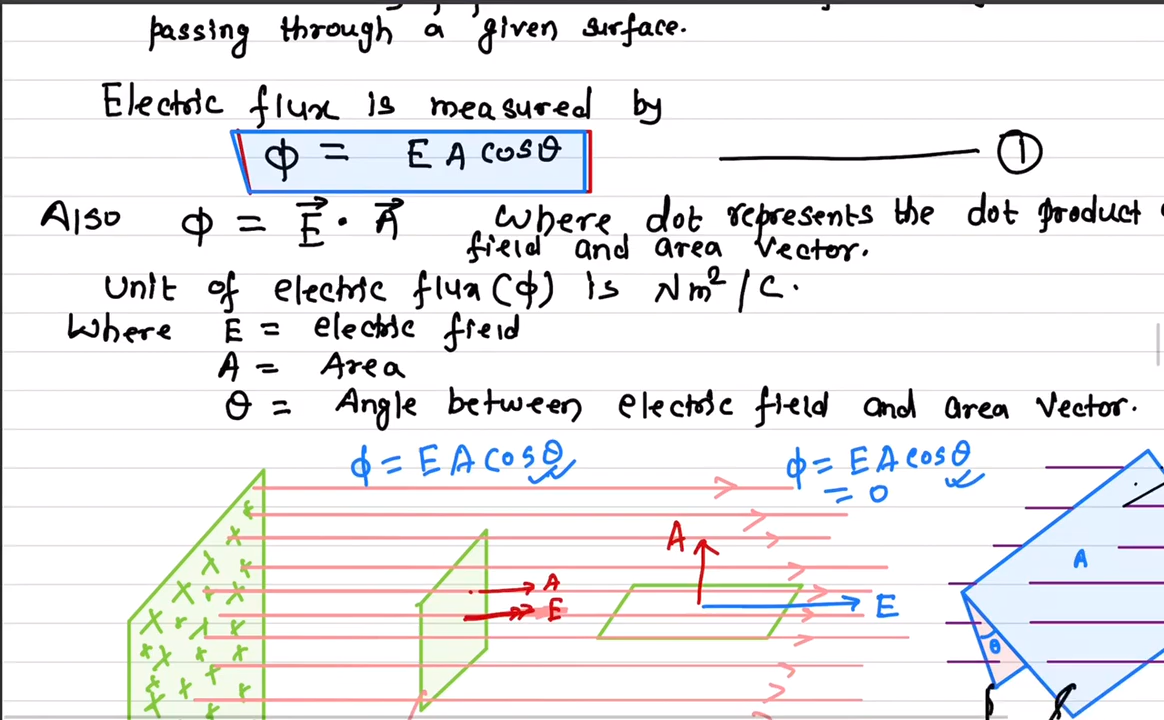 passing through a given surface.
Electric flux is measured by
ϕ = E A cosθ
①
Also ϕ = E⃗ · A⃗ where dot represents the dot product
field and area vector.
Unit of electric flux (ϕ) is Nm²/C.
Where E = electric field
A = Area
θ = Angle between electric field and area vector.
ϕ = E A cosθ
ϕ = E A cosθ
= 0
A
E
A
E
A
θ